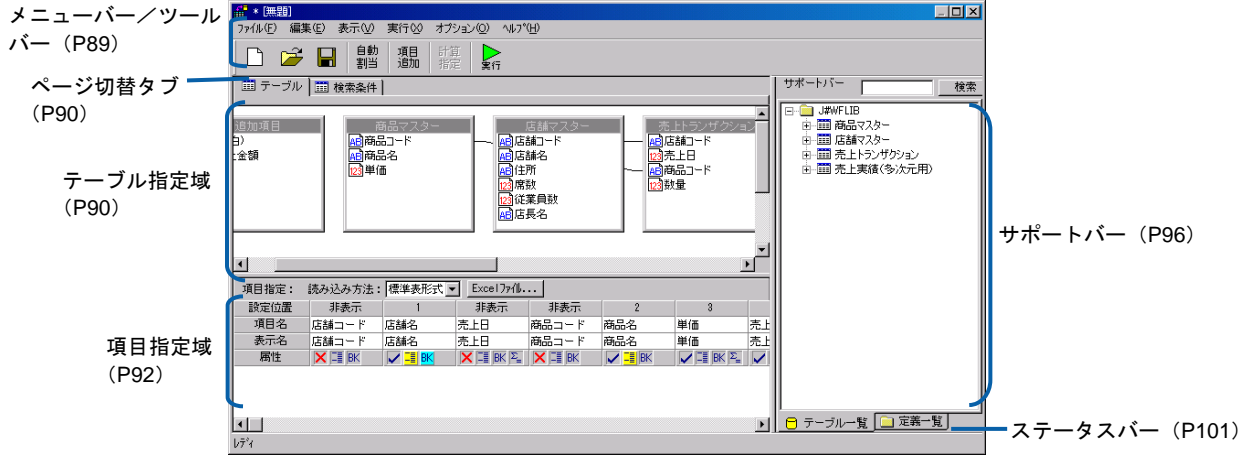 メニューバー/ツール
バー(P89)
ページ切替タブ
(P90)
テーブル指定域
(P90)
項目指定域
(P92)
サポートバー(P96)
ステータスバー(P101)
* [無題]
ファイル(F) 編集(E) 表示(V) 実行(X) オプション(O) ヘルプ(H)
自動割当 項目追加 計算指定 実行
テーブル 検索条件
追加項目
)
金額
商品マスター
商品コード
商品名
単価
店舗マスター
店舗コード
店舗名
住所
席数
従業員数
店長名
売上トランザクション
店舗コード
売上日
商品コード
数量
項目指定: 読み込み方法: 標準表形式 Excelファイル...
設定位置 非表示 1 非表示 非表示 2 3
項目名 店舗コード 店舗名 売上日 商品コード 商品名 単価 売上
表示名 店舗コード 店舗名 売上日 商品コード 商品名 単価 売上
属性 BK BK BK Σ BK BK BK Σ
レディ
サポートバー 検索
J#WFLIB
商品マスター
店舗マスター
売上トランザクション
売上実績(多次元用)
テーブル一覧 定義一覧